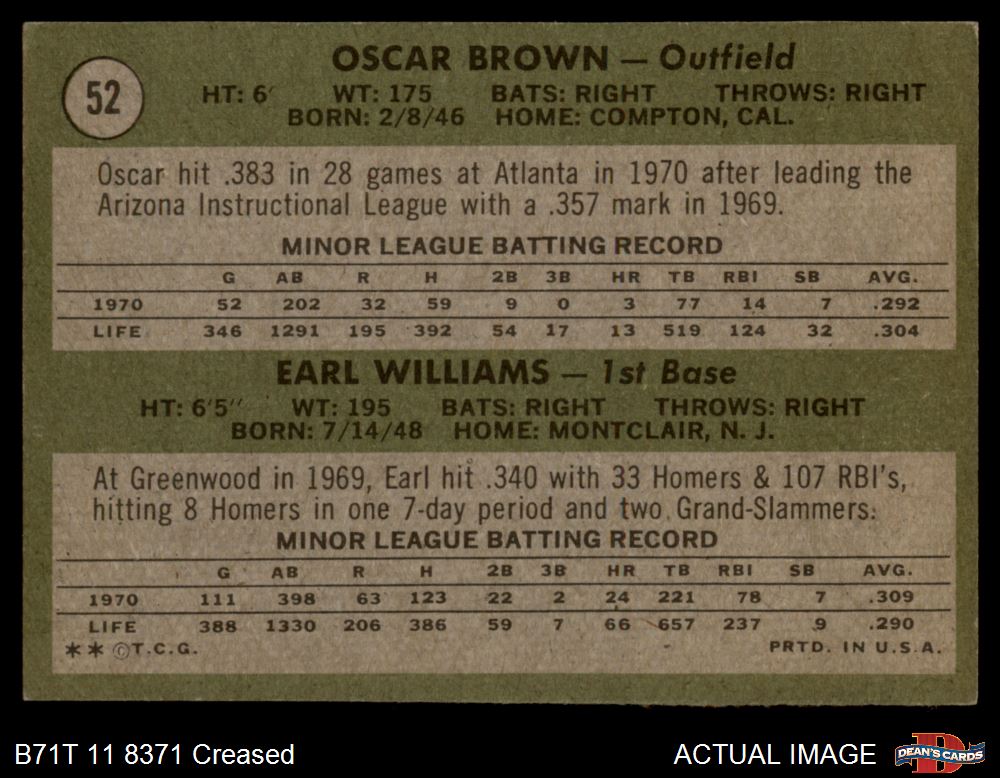 OSCAR BROWN — Outfield
52
HT: 6' WT: 175 BATS: RIGHT THROWS: RIGHT
BORN: 2/8/46 HOME: COMPTON, CAL.
Oscar hit .383 in 28 games at Atlanta in 1970 after leading the
Arizona Instructional League with a .357 mark in 1969.
MINOR LEAGUE BATTING RECORD
G AB R H 2B 3B HR TB RBI SB AVG.
1970 52 202 32 59 9 0 3 77 14 7 .292
LIFE 346 1291 195 392 54 17 13 519 124 32 .304
EARL WILLIAMS — 1st Base
HT: 6'5" WT: 195 BATS: RIGHT THROWS: RIGHT
BORN: 7/14/48 HOME: MONTCLAIR, N. J.
At Greenwood in 1969, Earl hit .340 with 33 Homers & 107 RBI's,
hitting 8 Homers in one 7-day period and two Grand-Slammers.
MINOR LEAGUE BATTING RECORD
G AB R H 2B 3B HR TB RBI SB AVG.
1970 111 398 63 123 22 2 24 221 78 7 .309
LIFE 388 1330 206 386 59 7 66 657 237 9 .290
** ©T.C.G. PRTD. IN U.S.A.
B71T 11 8371 Creased ACTUAL IMAGE DEAN'S CARDS